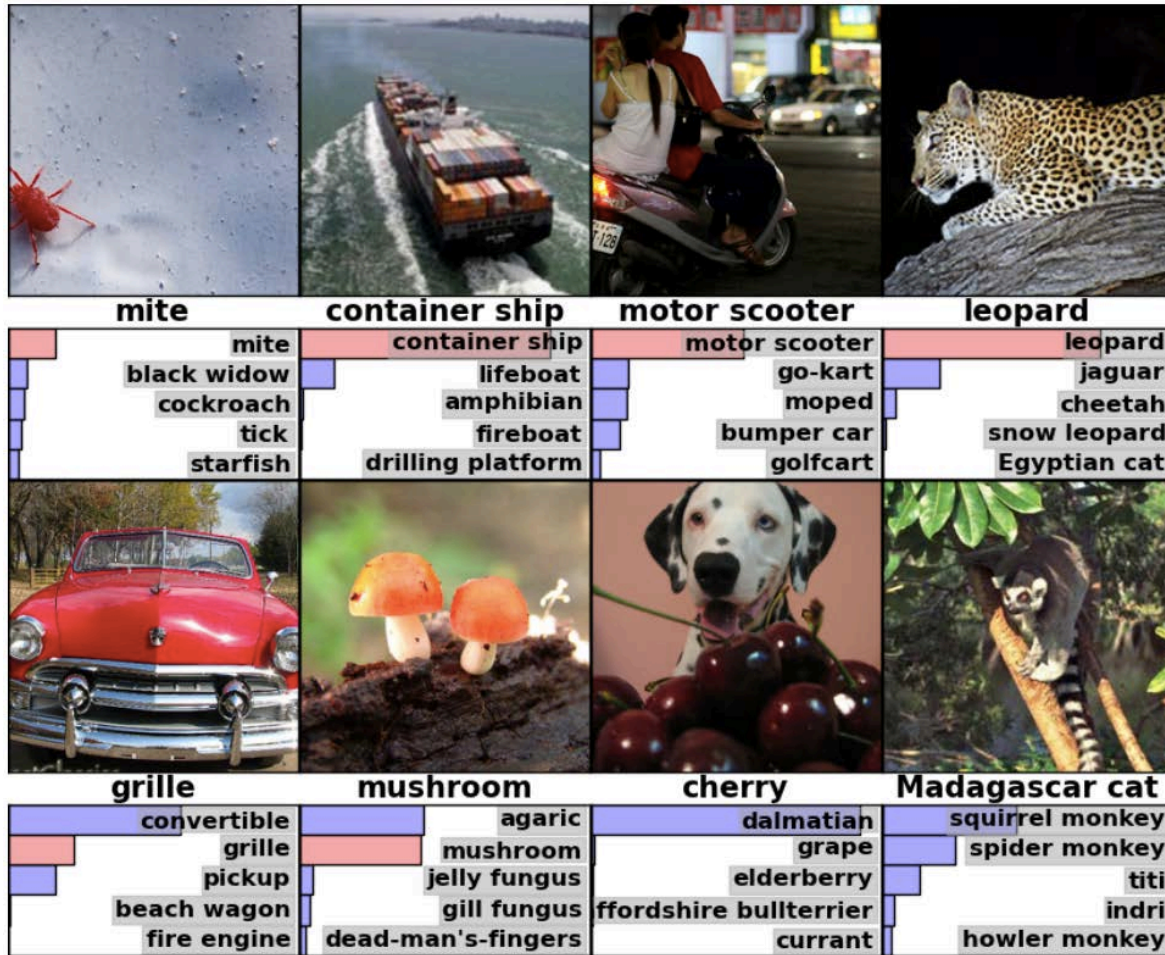 T-128
mite
container ship
motor scooter
leopard
mite
black widow
cockroach
tick
starfish
container ship
lifeboat
amphibian
fireboat
drilling platform
motor scooter
go-kart
moped
bumper car
golfcart
leopard
jaguar
cheetah
snow leopard
Egyptian cat
grille
mushroom
cherry
Madagascar cat
convertible
grille
pickup
beach wagon
fire engine
agaric
mushroom
jelly fungus
gill fungus
dead-man's-fingers
dalmatian
grape
elderberry
ffordshire bullterrier
currant
squirrel monkey
spider monkey
titi
indri
howler monkey